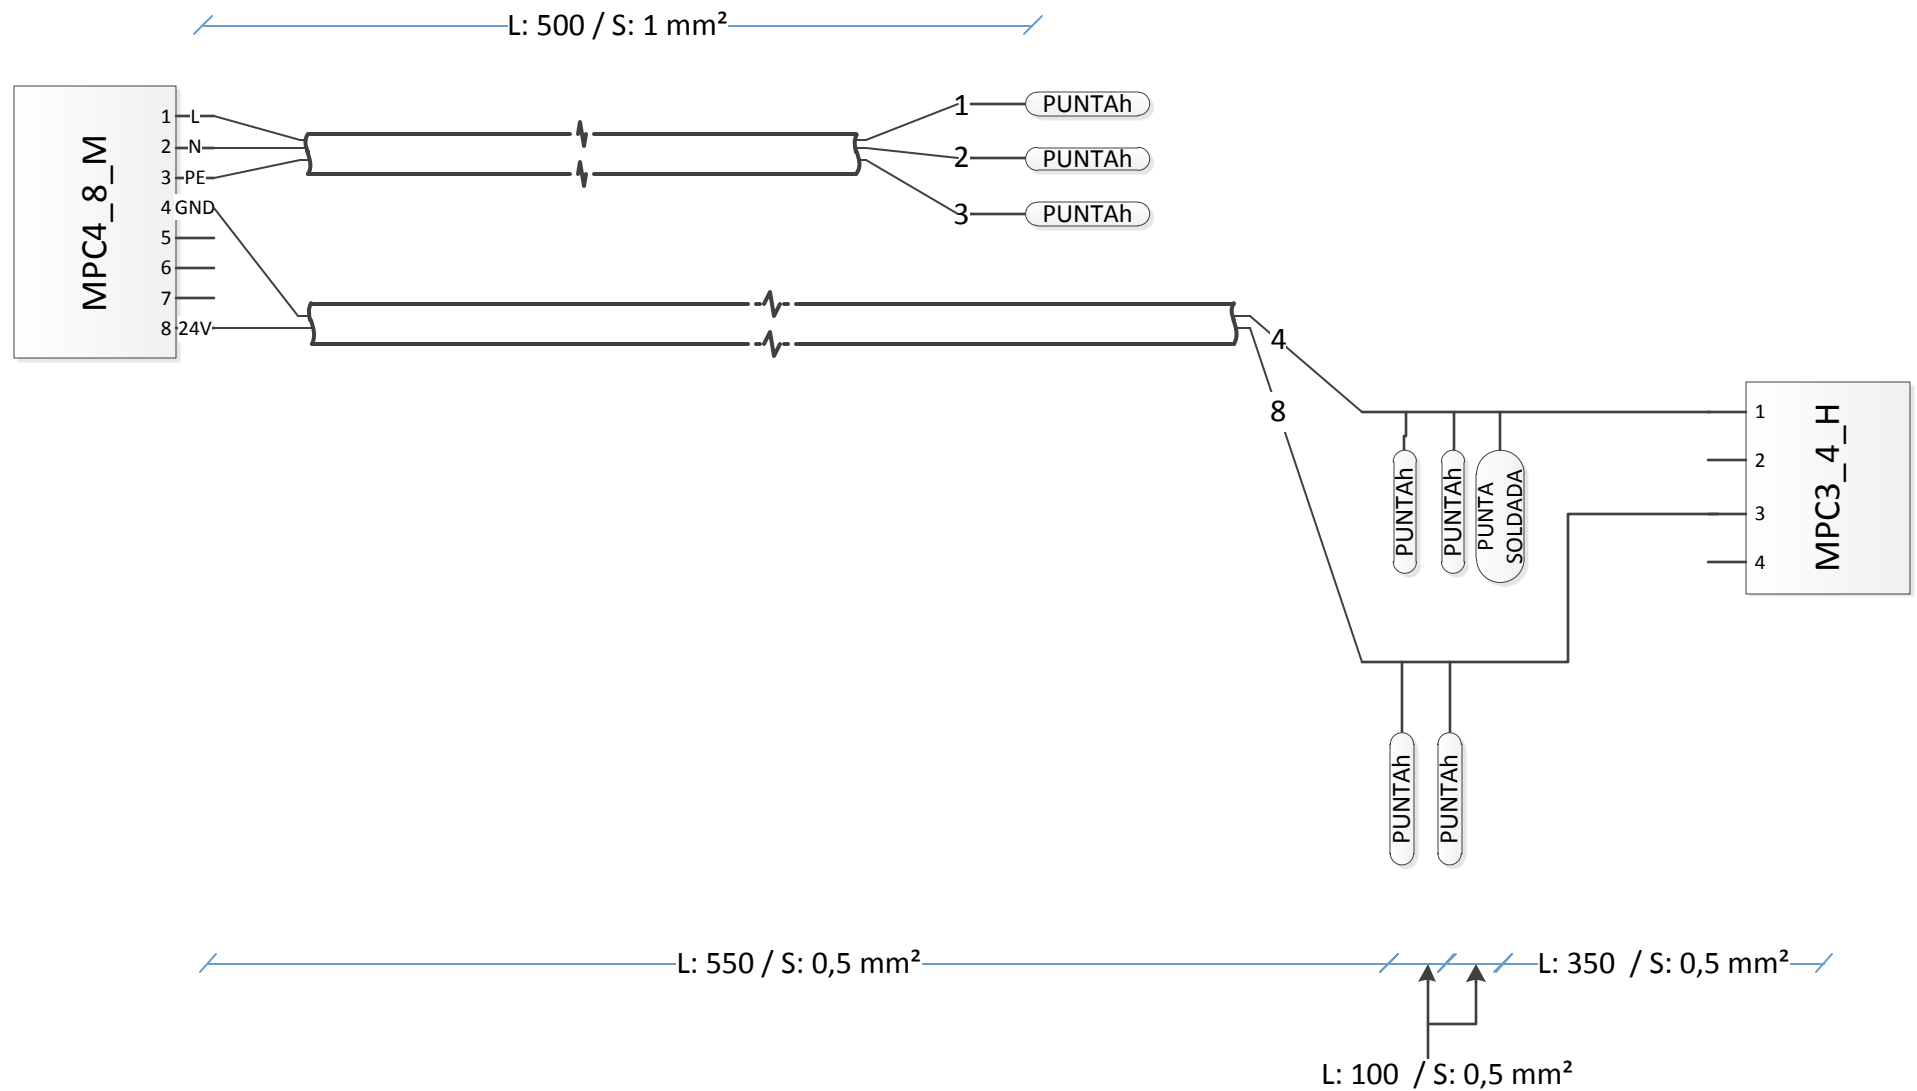 L: 500 / S: 1 mm²
MPC4_8_M
1 L
2 N
3 PE
4 GND
5
6
7
8 24V
1 PUNTAh
2 PUNTAh
3 PUNTAh
4
8
PUNTAh
PUNTAh
PUNTA
SOLDADA
1
2
3
4
MPC3_4_H
PUNTAh
PUNTAh
L: 550 / S: 0,5 mm²
L: 350 / S: 0,5 mm²
L: 100 / S: 0,5 mm²